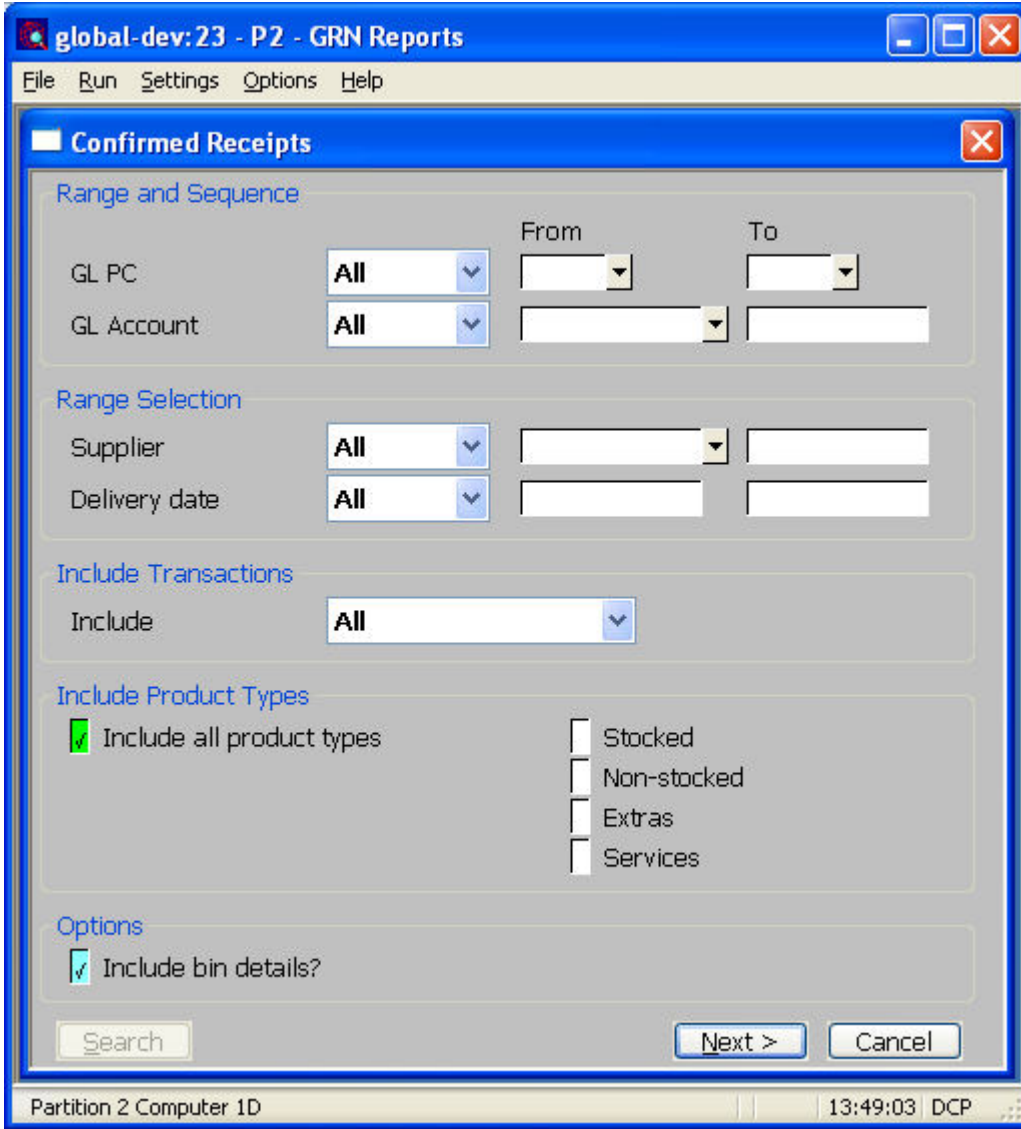 global-dev:23 - P2 - GRN Reports
File Run Settings Options Help
Confirmed Receipts
Range and Sequence
From To
GL PC All
GL Account All
Range Selection
Supplier All
Delivery date All
Include Transactions
Include All
Include Product Types
Include all product types Stocked
Non-stocked
Extras
Services
Options
Include bin details?
Search Next > Cancel
Partition 2 Computer 1D 13:49:03 DCP